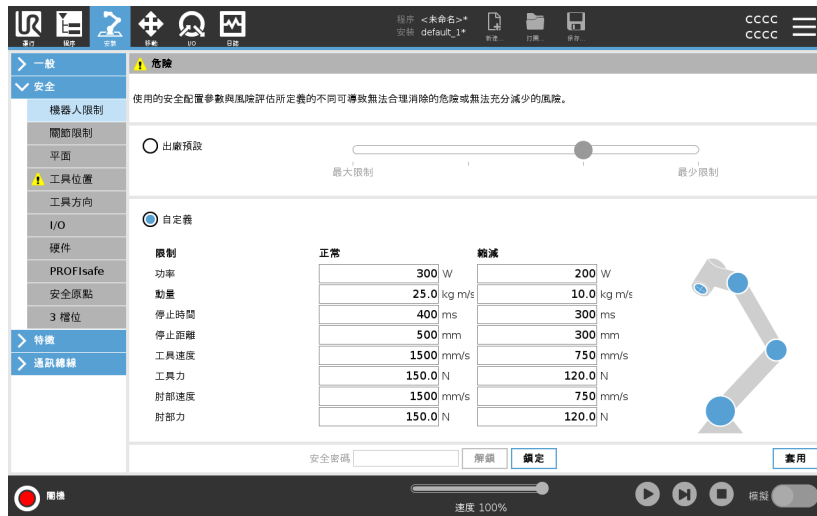 UR
運行 程序 安裝 移動 I/O 日誌
程序 <未命名>*
安裝 default_1*
新建... 打開... 保存...
cccc
cccc
一般
安全
機器人限制
關節限制
平面
工具位置
工具方向
I/O
硬件
PROFIsafe
安全原點
3 檔位
特徵
通訊總線
危險
使用的安全配置參數與風險評估所定義的不同可導致無法合理消除的危險或無法充分減少的風險。
出廠預設
最大限制 最少限制
自定義
限制 正常 縮減
功率 300 W 200 W
動量 25.0 kg m/s 10.0 kg m/s
停止時間 400 ms 300 ms
停止距離 500 mm 300 mm
工具速度 1500 mm/s 750 mm/s
工具力 150.0 N 120.0 N
肘部速度 1500 mm/s 750 mm/s
肘部力 150.0 N 120.0 N
安全密碼 解鎖 鎖定 套用
關機
速度 100%
模擬